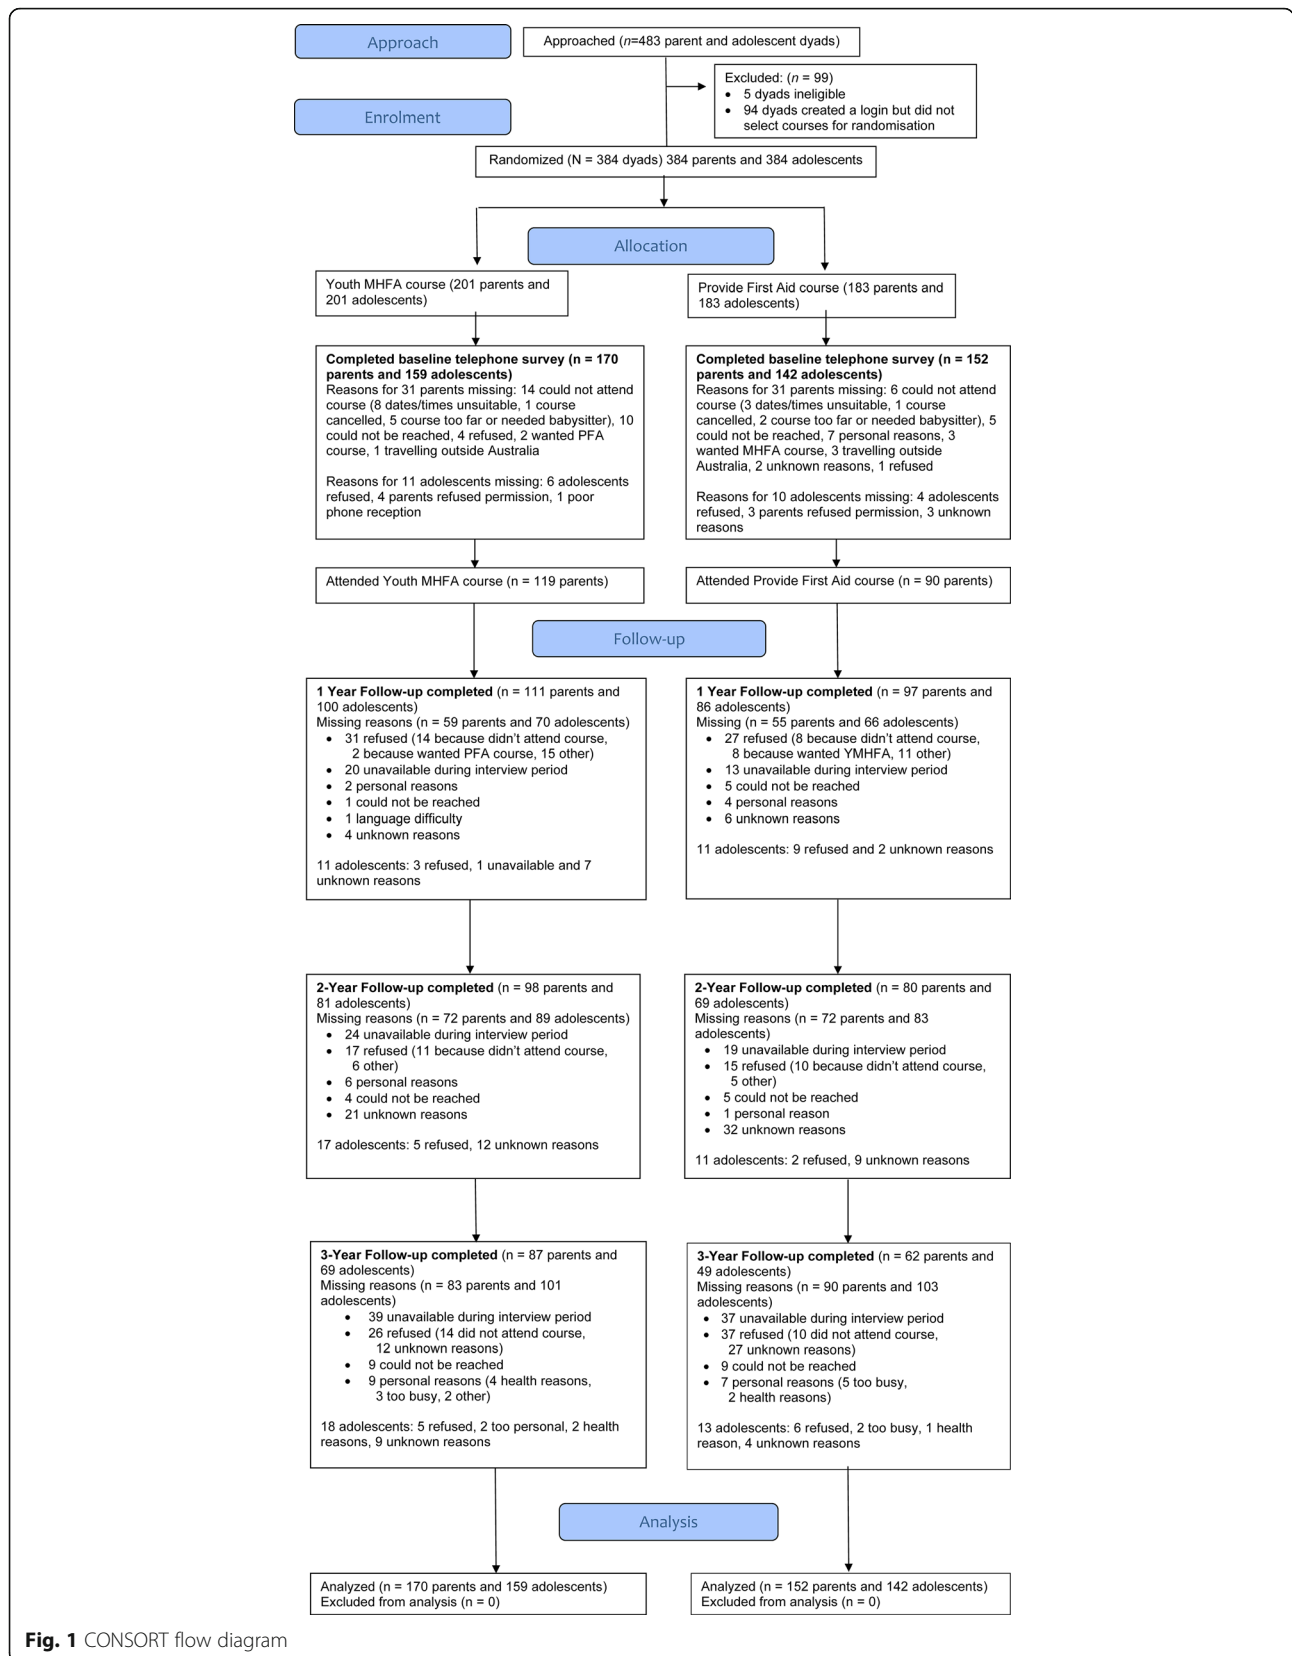 Approach
Approached (n=483 parent and adolescent dyads)
Excluded: (n = 99)
• 5 dyads ineligible
• 94 dyads created a login but did not
select courses for randomisation
Enrolment
Randomized (N = 384 dyads) 384 parents and 384 adolescents
Allocation
Youth MHFA course (201 parents and
201 adolescents)
Provide First Aid course (183 parents and
183 adolescents)
Completed baseline telephone survey (n = 170
parents and 159 adolescents)
Reasons for 31 parents missing: 14 could not attend
course (8 dates/times unsuitable, 1 course
cancelled, 5 course too far or needed babysitter), 10
could not be reached, 4 refused, 2 wanted PFA
course, 1 travelling outside Australia
Reasons for 11 adolescents missing: 6 adolescents
refused, 4 parents refused permission, 1 poor
phone reception
Completed baseline telephone survey (n = 152
parents and 142 adolescents)
Reasons for 31 parents missing: 6 could not attend
course (3 dates/times unsuitable, 1 course
cancelled, 2 course too far or needed babysitter), 5
could not be reached, 7 personal reasons, 3
wanted MHFA course, 3 travelling outside
Australia, 2 unknown reasons, 1 refused
Reasons for 10 adolescents missing: 4 adolescents
refused, 3 parents refused permission, 3 unknown
reasons
Attended Youth MHFA course (n = 119 parents)
Attended Provide First Aid course (n = 90 parents)
Follow-up
1 Year Follow-up completed (n = 111 parents and
100 adolescents)
Missing reasons (n = 59 parents and 70 adolescents)
• 31 refused (14 because didn't attend course,
2 because wanted PFA course, 15 other)
• 20 unavailable during interview period
• 2 personal reasons
• 1 could not be reached
• 1 language difficulty
• 4 unknown reasons
11 adolescents: 3 refused, 1 unavailable and 7
unknown reasons
1 Year Follow-up completed (n = 97 parents and
86 adolescents)
Missing (n = 55 parents and 66 adolescents)
• 27 refused (8 because didn't attend course,
8 because wanted YMHFA, 11 other)
• 13 unavailable during interview period
• 5 could not be reached
• 4 personal reasons
• 6 unknown reasons
11 adolescents: 9 refused and 2 unknown reasons
2-Year Follow-up completed (n = 98 parents and
81 adolescents)
Missing reasons (n = 72 parents and 89 adolescents)
• 24 unavailable during interview period
• 17 refused (11 because didn't attend course,
6 other)
• 6 personal reasons
• 4 could not be reached
• 21 unknown reasons
17 adolescents: 5 refused, 12 unknown reasons
2-Year Follow-up completed (n = 80 parents and
69 adolescents)
Missing reasons (n = 72 parents and 83
adolescents)
• 19 unavailable during interview period
• 15 refused (10 because didn't attend course,
5 other)
• 5 could not be reached
• 1 personal reason
• 32 unknown reasons
11 adolescents: 2 refused, 9 unknown reasons
3-Year Follow-up completed (n = 87 parents and
69 adolescents)
Missing reasons (n = 83 parents and 101
adolescents)
• 39 unavailable during interview period
• 26 refused (14 did not attend course,
12 unknown reasons)
• 9 could not be reached
• 9 personal reasons (4 health reasons,
3 too busy, 2 other)
18 adolescents: 5 refused, 2 too personal, 2 health
reasons, 9 unknown reasons
3-Year Follow-up completed (n = 62 parents and
49 adolescents)
Missing reasons (n = 90 parents and 103
adolescents)
• 37 unavailable during interview period
• 37 refused (10 did not attend course,
27 unknown reasons)
• 9 could not be reached
• 7 personal reasons (5 too busy,
2 health reasons)
13 adolescents: 6 refused, 2 too busy, 1 health
reason, 4 unknown reasons
Analysis
Analyzed (n = 170 parents and 159 adolescents)
Excluded from analysis (n = 0)
Analyzed (n = 152 parents and 142 adolescents)
Excluded from analysis (n = 0)
Fig. 1 CONSORT flow diagram